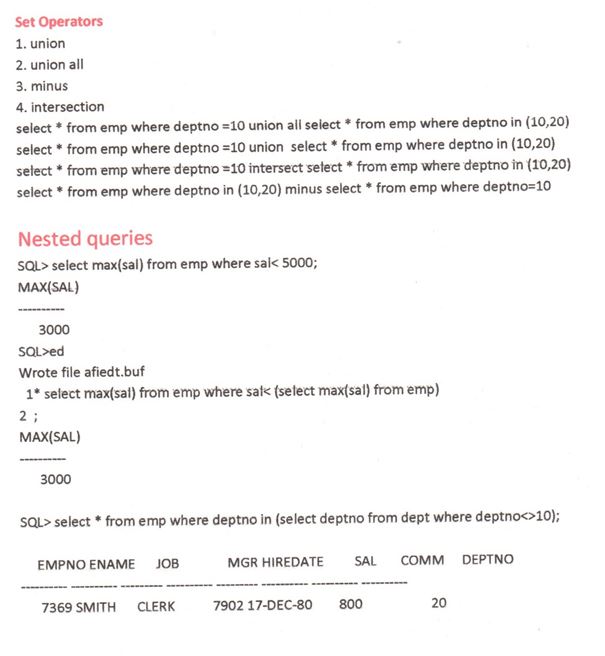 Set Operators
1. union
2. union all
3. minus
4. intersection
select * from emp where deptno =10 union all select * from emp where deptno in (10,20)
select * from emp where deptno =10 union select * from emp where deptno in (10,20)
select * from emp where deptno =10 intersect select * from emp where deptno in (10,20)
select * from emp where deptno in (10,20) minus select * from emp where deptno=10
Nested queries
SQL> select max(sal) from emp where sal< 5000;
MAX(SAL)
----------
3000
SQL>ed
Wrote file afiedt.buf
1* select max(sal) from emp where sal< (select max(sal) from emp)
2 ;
MAX(SAL)
----------
3000
SQL> select * from emp where deptno in (select deptno from dept where deptno<>10);
EMPNO ENAME JOB MGR HIREDATE SAL COMM DEPTNO
---------- ---------- --------- ---------- --------- ---------- ---------- ----------
7369 SMITH CLERK 7902 17-DEC-80 800 20